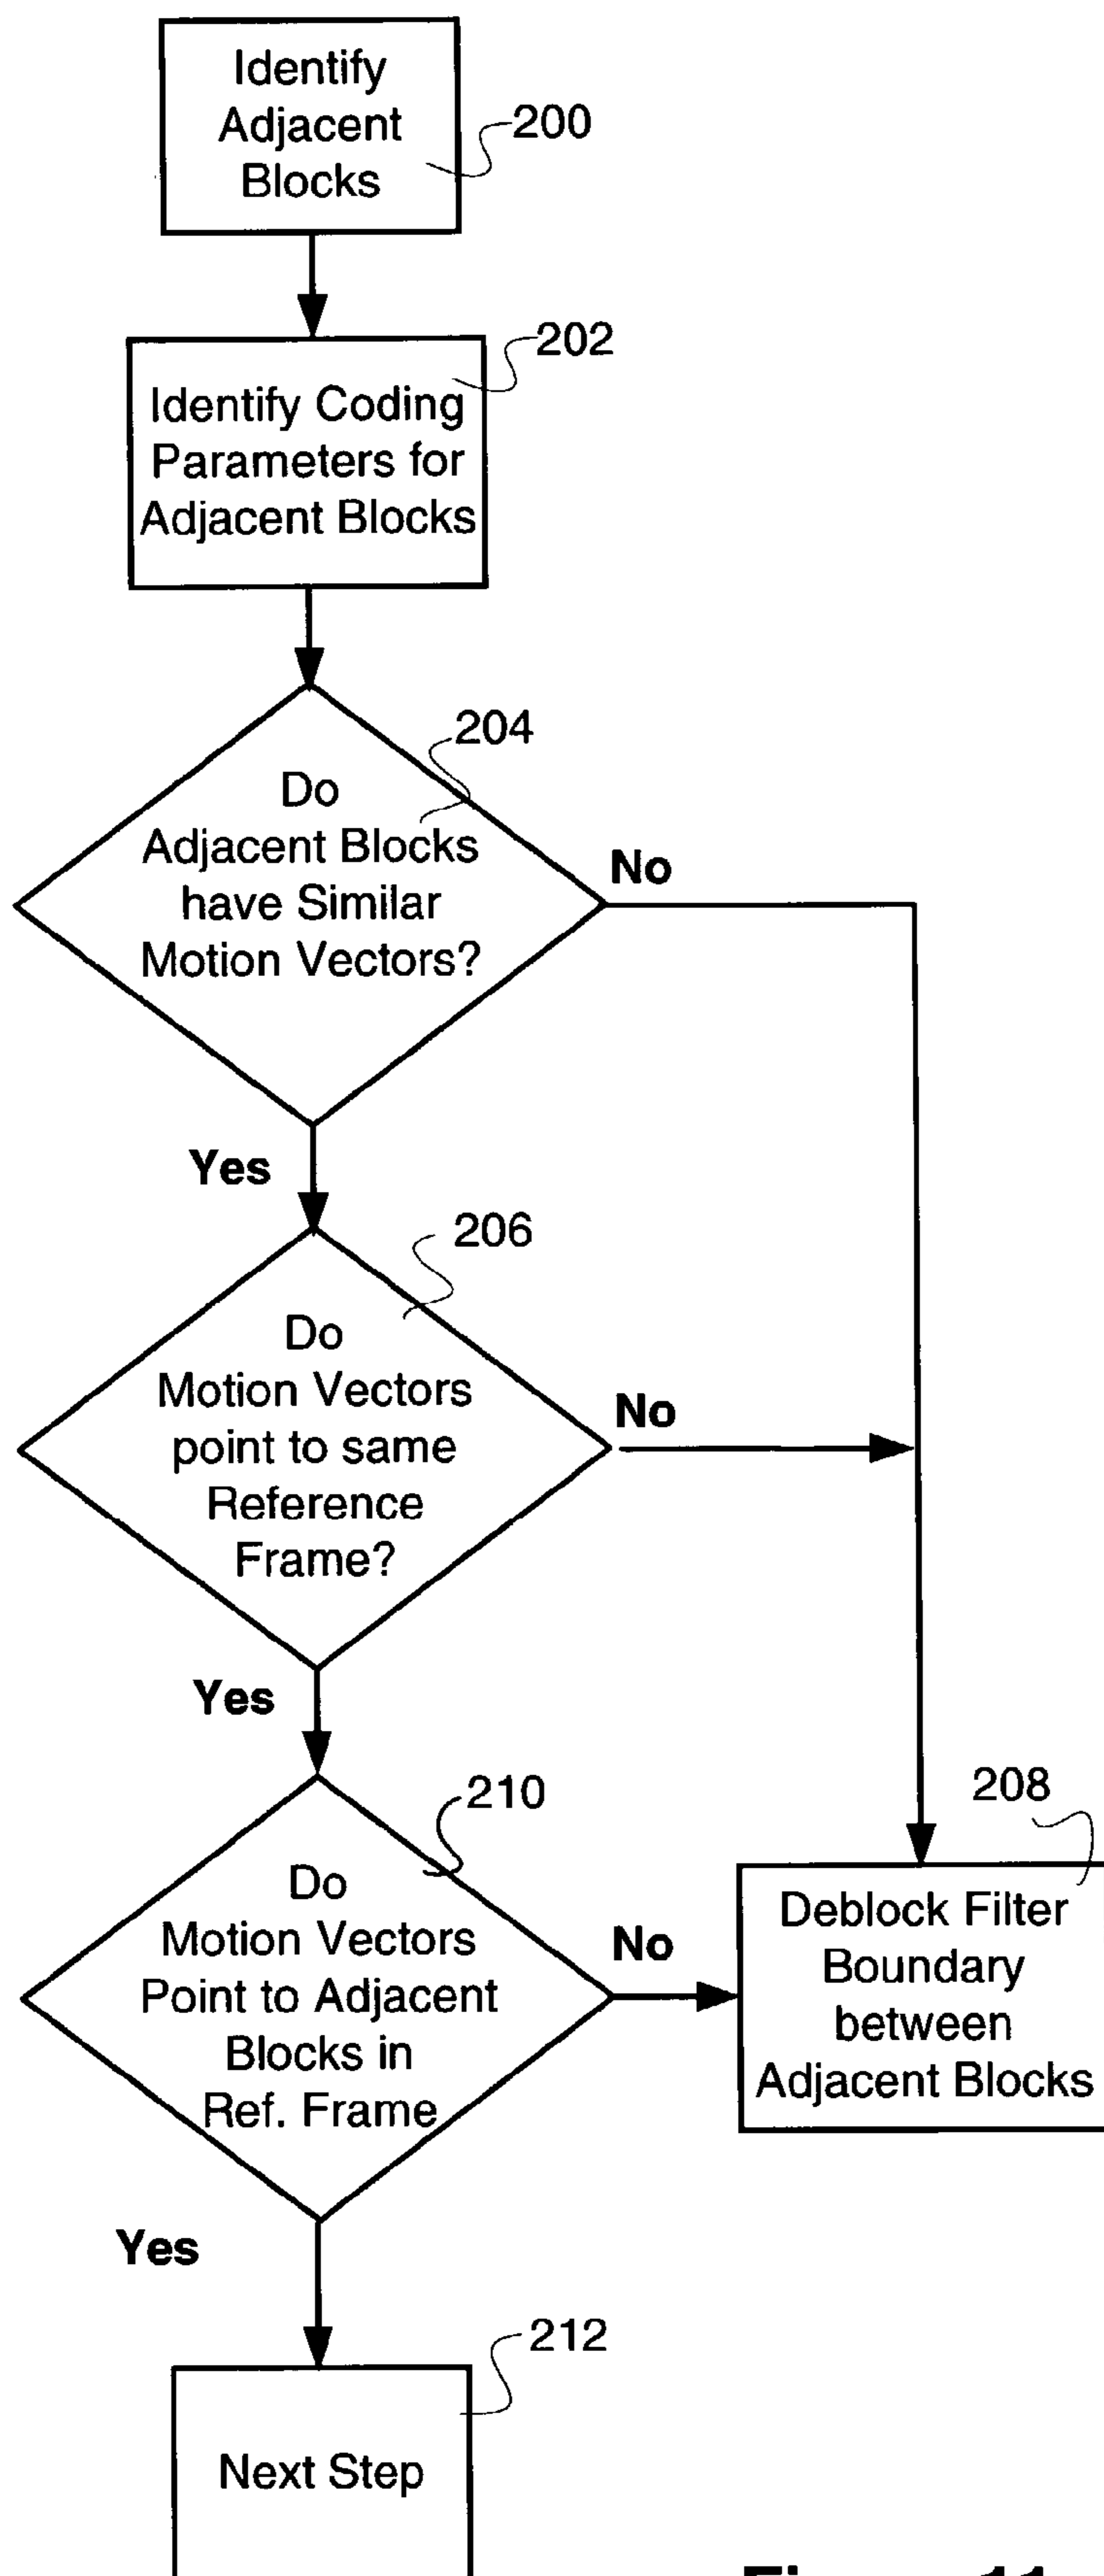 Identify
Adjacent
Blocks
200
202
Identify Coding
Parameters for
Adjacent Blocks
204
Do
Adjacent Blocks
have Similar
Motion Vectors?
No
Yes
206
Do
Motion Vectors
point to same
Reference
Frame?
No
Yes
210
Do
Motion Vectors
Point to Adjacent
Blocks in
Ref. Frame
No
208
Deblock Filter
Boundary
between
Adjacent Blocks
Yes
212
Next Step